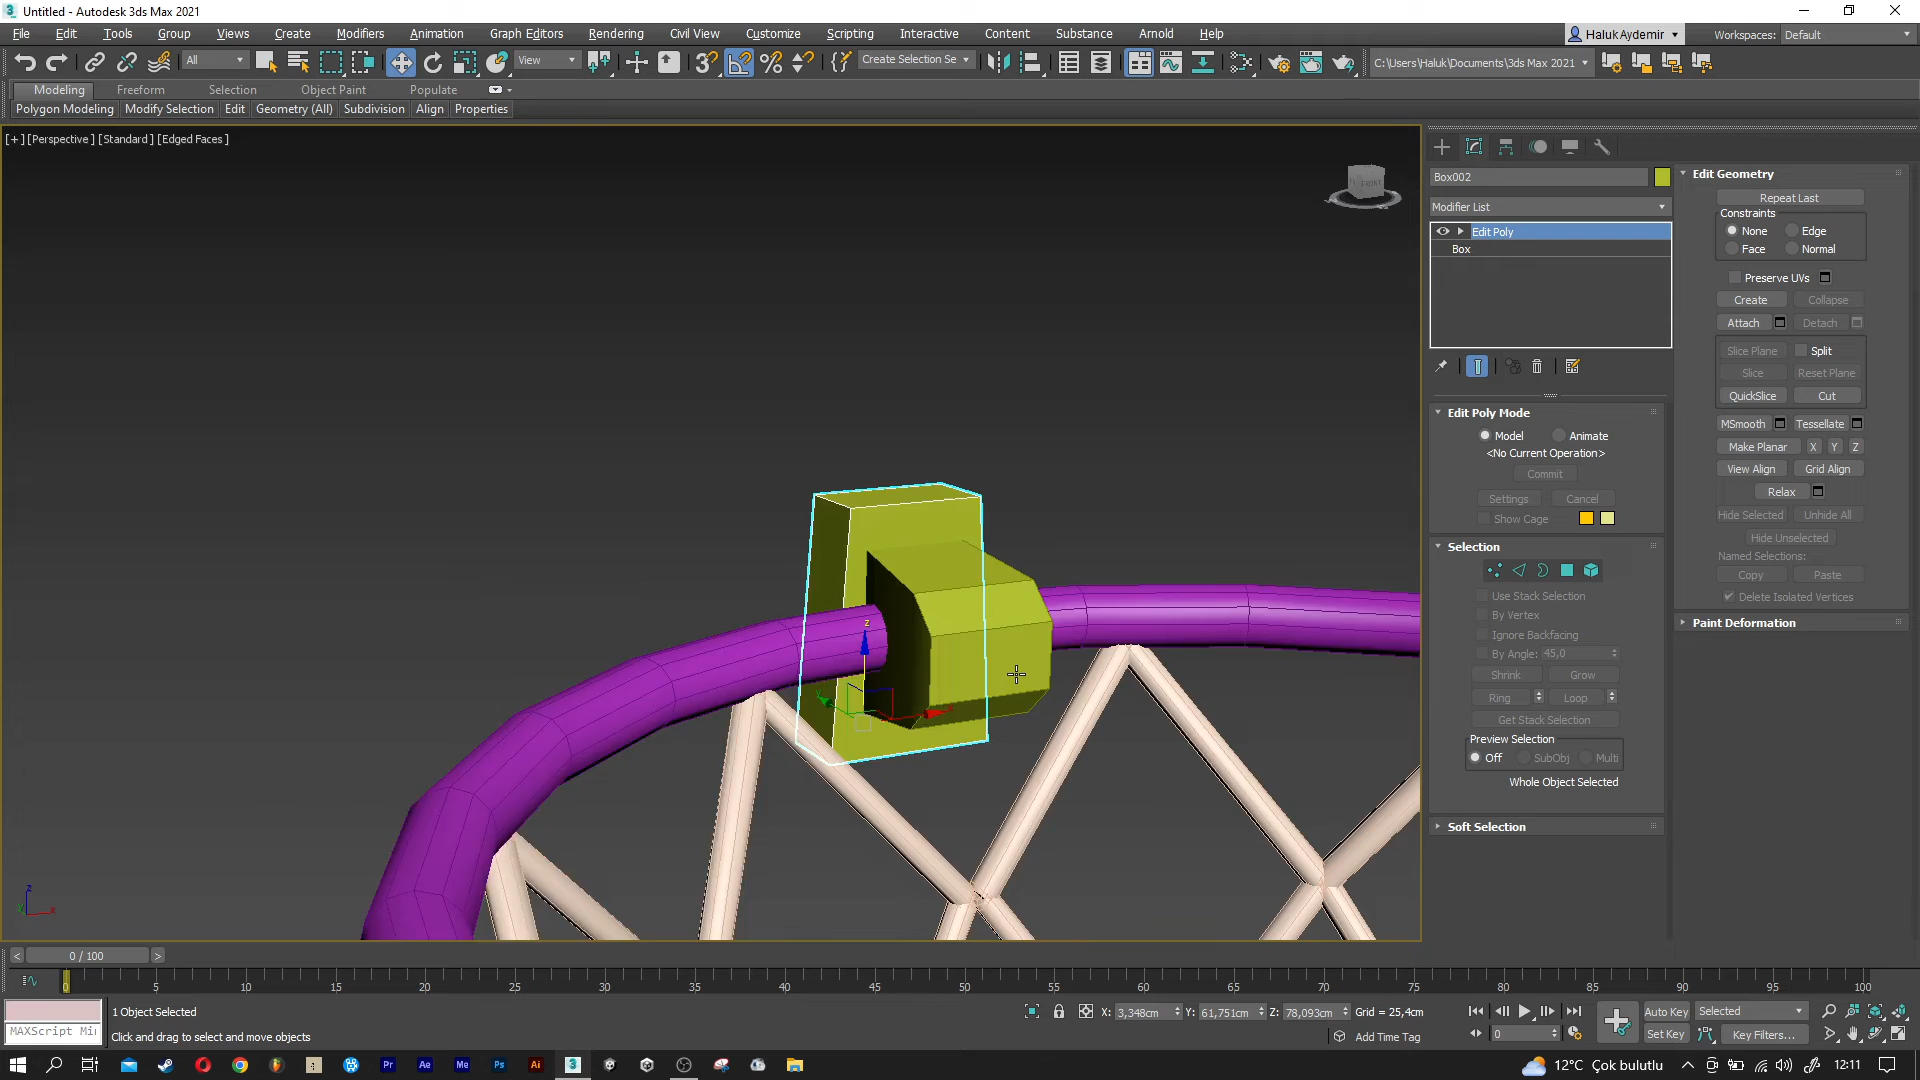 Untitled - Autodesk 3ds Max 2021
File Edit Tools Group Views Create Modifiers Animation Graph Editors Rendering Civil View Customize Scripting Interactive Content Substance Arnold Help
Haluk Aydemir
Workspaces: Default
All
View
Create Selection Se
C:\Users\Haluk\Documents\3ds Max 2021
Modeling Freeform Selection Object Paint Populate
Polygon Modeling Modify Selection Edit Geometry (All) Subdivision Align Properties
[+] [Perspective] [Standard] [Edged Faces]
FRONT
Box002
Modifier List
Edit Poly
Box
Edit Poly Mode
Model Animate
<No Current Operation>
Commit
Settings Cancel
Show Cage
Selection
Use Stack Selection
By Vertex
Ignore Backfacing
By Angle: 45,0
Shrink Grow
Ring Loop
Get Stack Selection
Preview Selection
Off SubObj Multi
Whole Object Selected
Soft Selection
Edit Geometry
Repeat Last
Constraints
None Edge
Face Normal
Preserve UVs
Create Collapse
Attach Detach
Slice Plane Split
Slice Reset Plane
QuickSlice Cut
MSmooth Tessellate
Make Planar X Y Z
View Align Grid Align
Relax
Hide Selected Unhide All
Hide Unselected
Named Selections:
Copy Paste
Delete Isolated Vertices
Paint Deformation
z
y
x
z
y
x
< 0 / 100 >
0 5 10 15 20 25 30 35 40 45 50 55 60 65 70 75 80 85 90 95 100
1 Object Selected
X: 3,348cm Y: 61,751cm Z: 78,093cm Grid = 25,4cm
Auto Key Selected
MAXScript Mi
Click and drag to select and move objects
Add Time Tag
0
Set Key Key Filters...
Pr Ae Me Ps 3 Ai
12°C Çok bulutlu
12:11